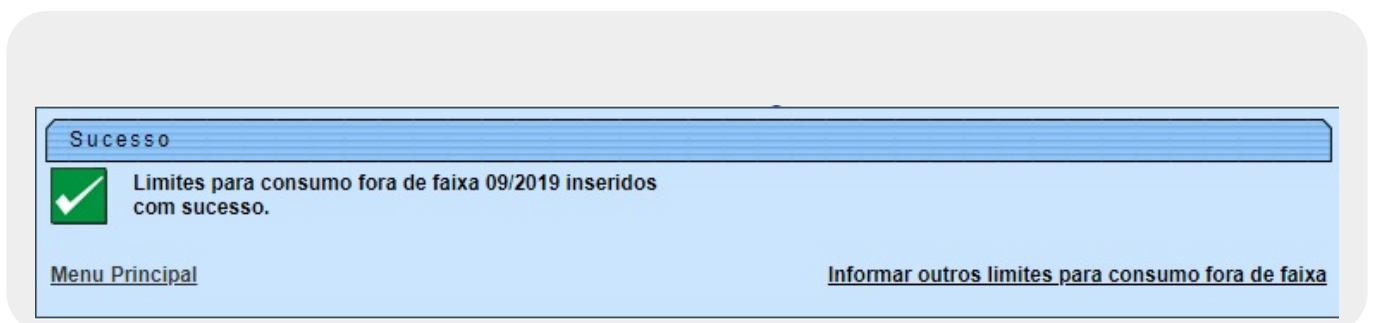 Sucesso
Limites para consumo fora de faixa 09/2019 inseridos
com sucesso.
Menu Principal
Informar outros limites para consumo fora de faixa